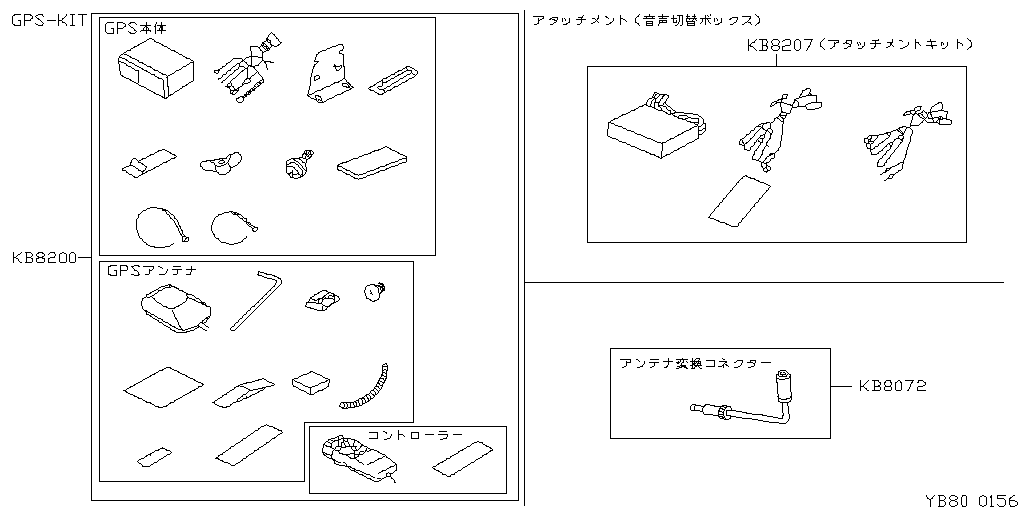 GPS-KIT
GPS本体
KB8200
GPSアンテナ
コントローラー
アタッチメント(音声切替ボックス)
KB8207(アタッチメントキット)
アンテナ変換コネクター
KB8072
YB80 0156